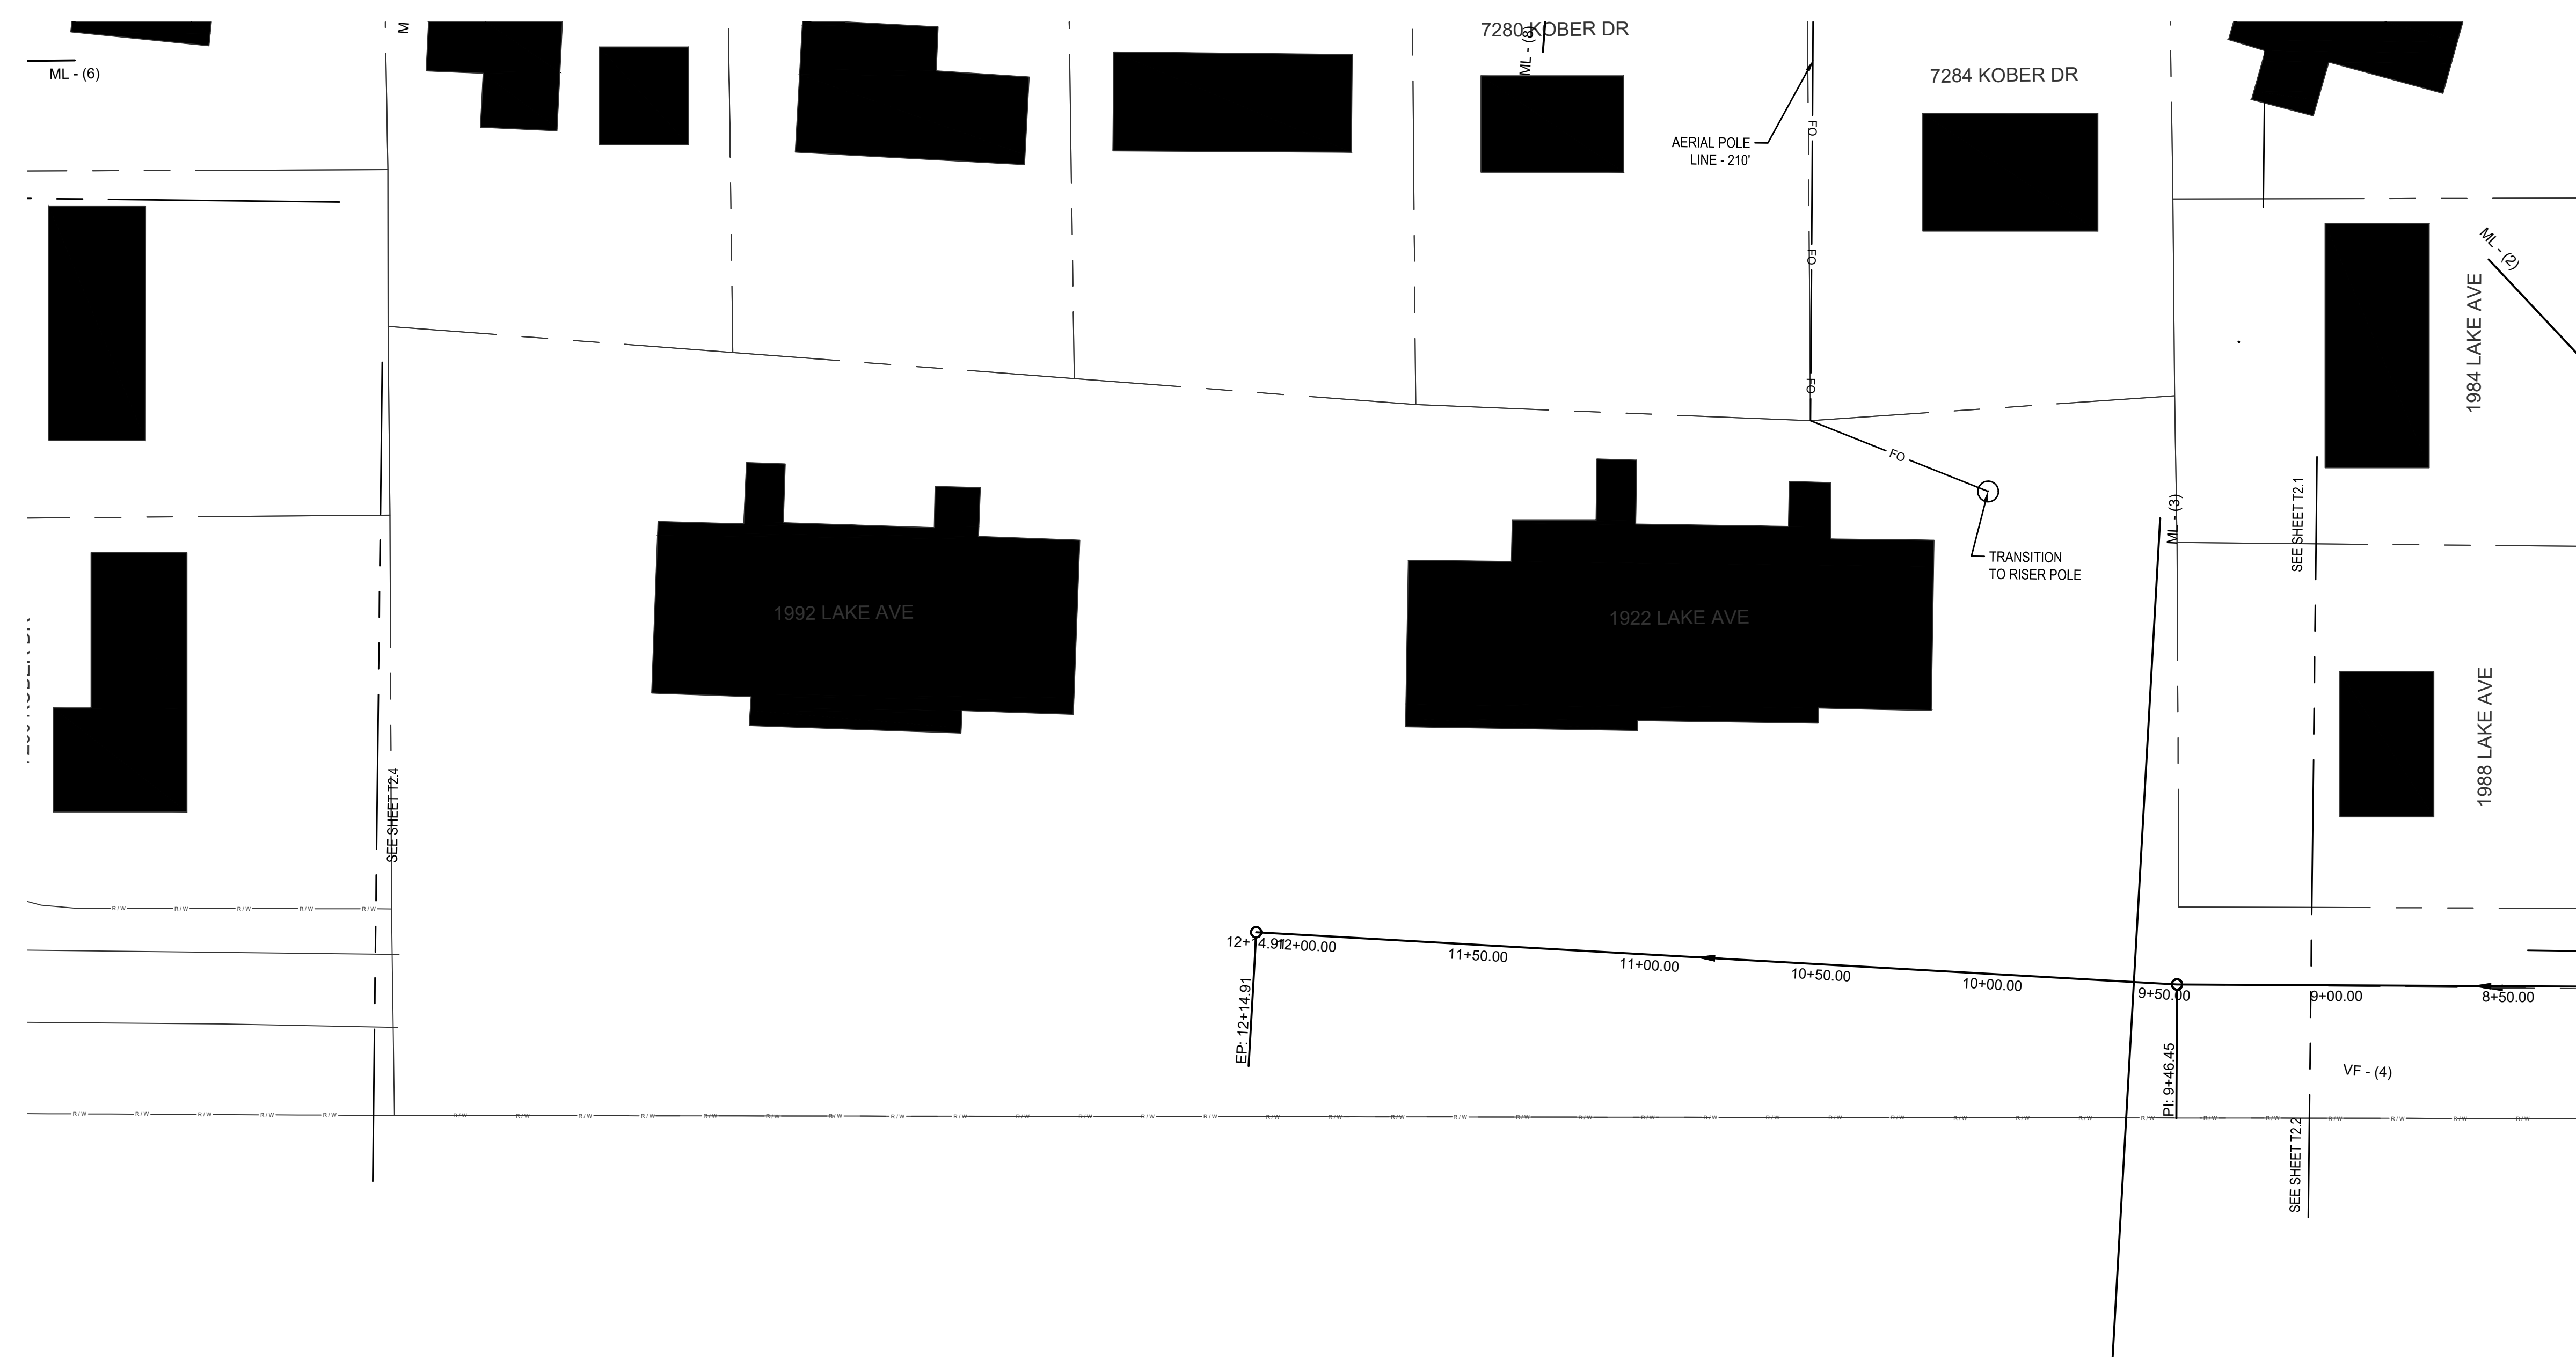 7280 KOBER DR
ML - (6)
ML - (8)
7284 KOBER DR
FO
AERIAL POLE
LINE - 210'
FO
ML - (2)
1984 LAKE AVE
FO
FO
SEE SHEET T2.1
ML - (3)
TRANSITION
TO RISER POLE
1992 LAKE AVE
1922 LAKE AVE
1988 LAKE AVE
SEE SHEET T2.4
R/W R/W R/W R/W R/W
12+14.91
12+00.00
11+50.00
11+00.00
10+50.00
10+00.00
9+50.00
9+00.00
8+50.00
EP: 12+14.91
PI: 9+46.45
VF - (4)
R/W R/W R/W R/W R/W R/W R/W R/W R/W R/W R/W R/W R/W R/W R/W R/W R/W R/W R/W R/W R/W R/W R/W R/W R/W R/W R/W R/W R/W R/W R/W R/W R/W R/W R/W R/W R/W R/W R/W R/W
SEE SHEET T2.2